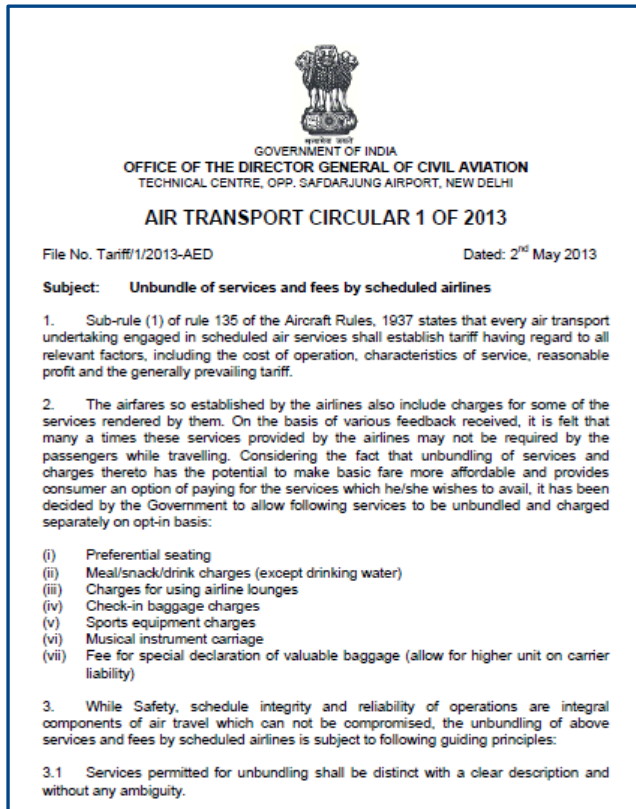 सत्यमेव जयते
GOVERNMENT OF INDIA
OFFICE OF THE DIRECTOR GENERAL OF CIVIL AVIATION
TECHNICAL CENTRE, OPP. SAFDARJUNG AIRPORT, NEW DELHI
AIR TRANSPORT CIRCULAR 1 OF 2013
File No. Tariff/1/2013-AED Dated: 2nd May 2013
Subject: Unbundle of services and fees by scheduled airlines
1. Sub-rule (1) of rule 135 of the Aircraft Rules, 1937 states that every air transport
undertaking engaged in scheduled air services shall establish tariff having regard to all
relevant factors, including the cost of operation, characteristics of service, reasonable
profit and the generally prevailing tariff.
2. The airfares so established by the airlines also include charges for some of the
services rendered by them. On the basis of various feedback received, it is felt that
many a times these services provided by the airlines may not be required by the
passengers while travelling. Considering the fact that unbundling of services and
charges thereto has the potential to make basic fare more affordable and provides
consumer an option of paying for the services which he/she wishes to avail, it has been
decided by the Government to allow following services to be unbundled and charged
separately on opt-in basis:
(i) Preferential seating
(ii) Meal/snack/drink charges (except drinking water)
(iii) Charges for using airline lounges
(iv) Check-in baggage charges
(v) Sports equipment charges
(vi) Musical instrument carriage
(vii) Fee for special declaration of valuable baggage (allow for higher unit on carrier
liability)
3. While Safety, schedule integrity and reliability of operations are integral
components of air travel which can not be compromised, the unbundling of above
services and fees by scheduled airlines is subject to following guiding principles:
3.1 Services permitted for unbundling shall be distinct with a clear description and
without any ambiguity.